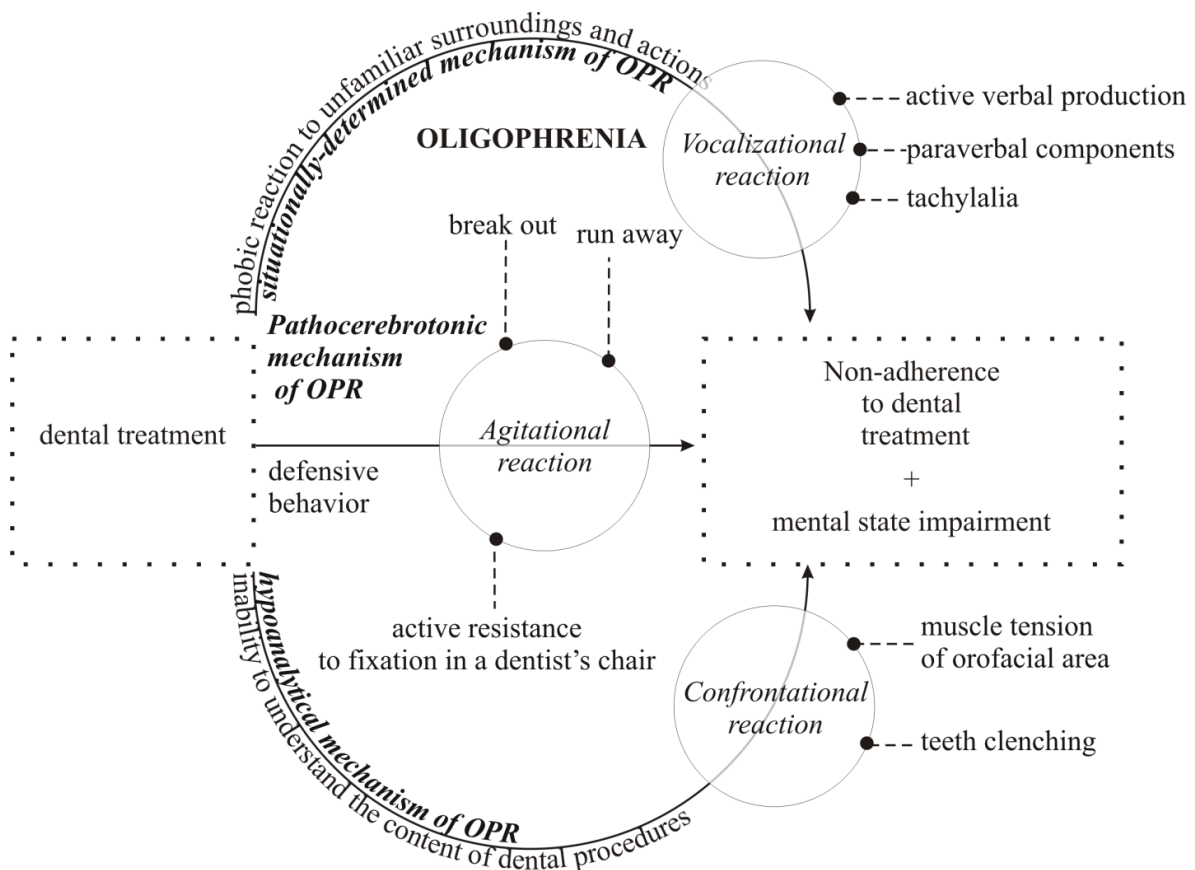 phobic reaction to unfamiliar surroundings and actions
situationally-determined mechanism of OPR
OLIGOPHRENIA
Vocalizational
reaction
active verbal production
paraverbal components
tachylalia
break out
run away
Pathocerebrotonic
mechanism
of OPR
dental treatment
defensive
behavior
Agitational
reaction
Non-adherence
to dental
treatment
+
mental state impairment
active resistance
to fixation in a dentist's chair
hypoanalytical mechanism of OPR
inability to understand the content of dental procedures
Confrontational
reaction
muscle tension
of orofacial area
teeth clenching